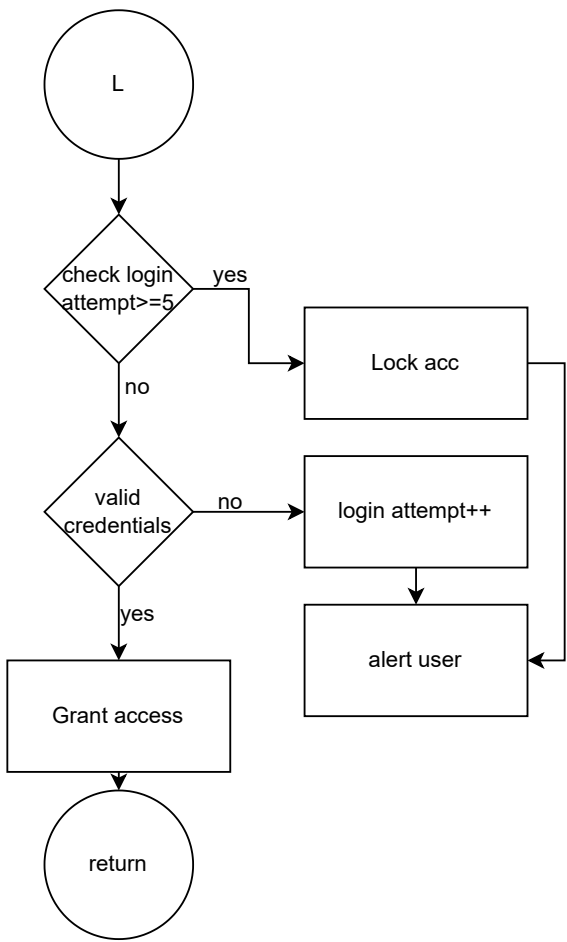 L
check login
attempt>=5
yes
Lock acc
no
valid
credentials
no
login attempt++
yes
alert user
Grant access
return